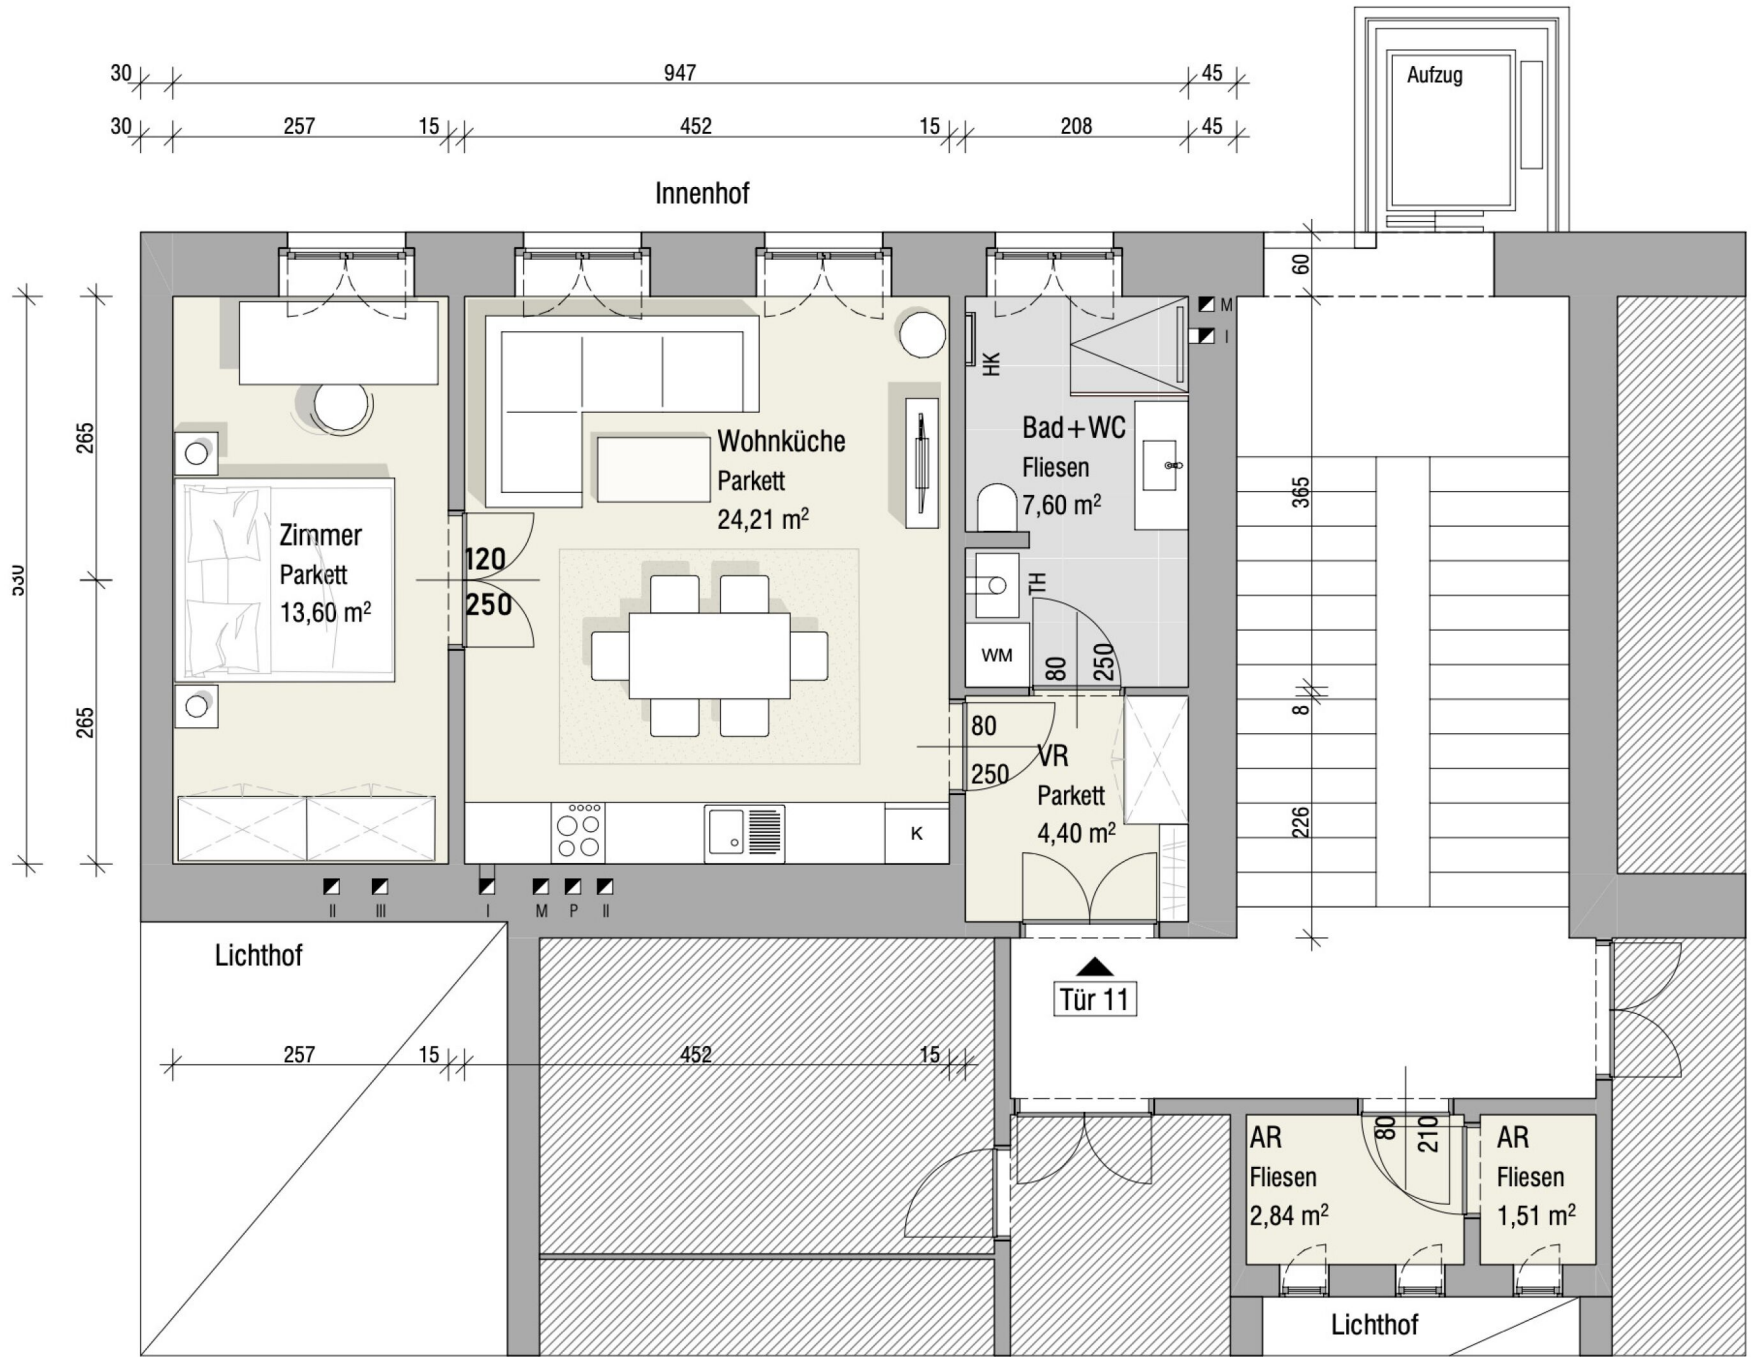 30
947
45
Aufzug
30
257
15
452
15
208
45
Innenhof
60
M
I
HK
265
Wohnküche
Parkett
24,21 m²
Bad+WC
Fliesen
7,60 m²
365
Zimmer
Parkett
13,60 m²
120
250
530
TH
WM
80
250
265
8
80
250
VR
Parkett
4,40 m²
226
K
II
III
I
M
P
II
Lichthof
Tür 11
257
15
452
15
80
210
AR
Fliesen
2,84 m²
AR
Fliesen
1,51 m²
Lichthof